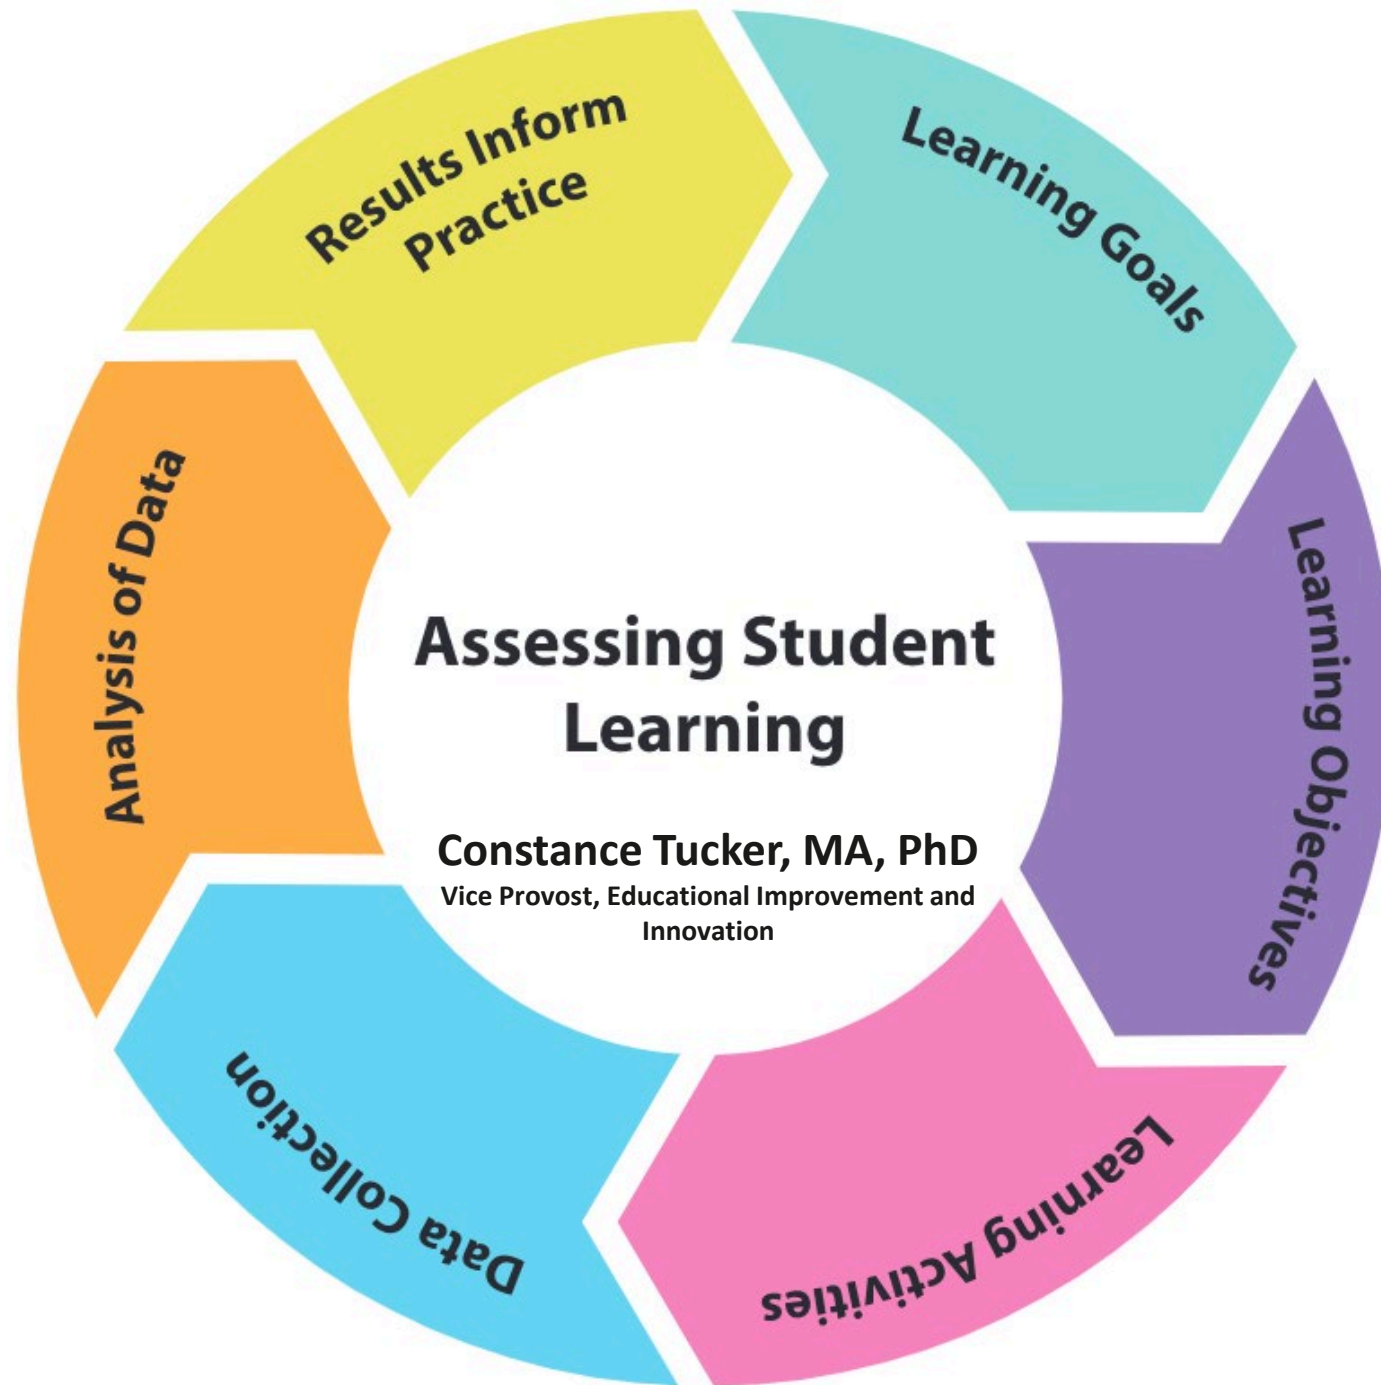 Results Inform
Practice
Learning Goals
Learning Objectives
Learning Activities
Data Collection
Analysis of Data
Assessing Student
Learning
Constance Tucker, MA, PhD
Vice Provost, Educational Improvement and
Innovation